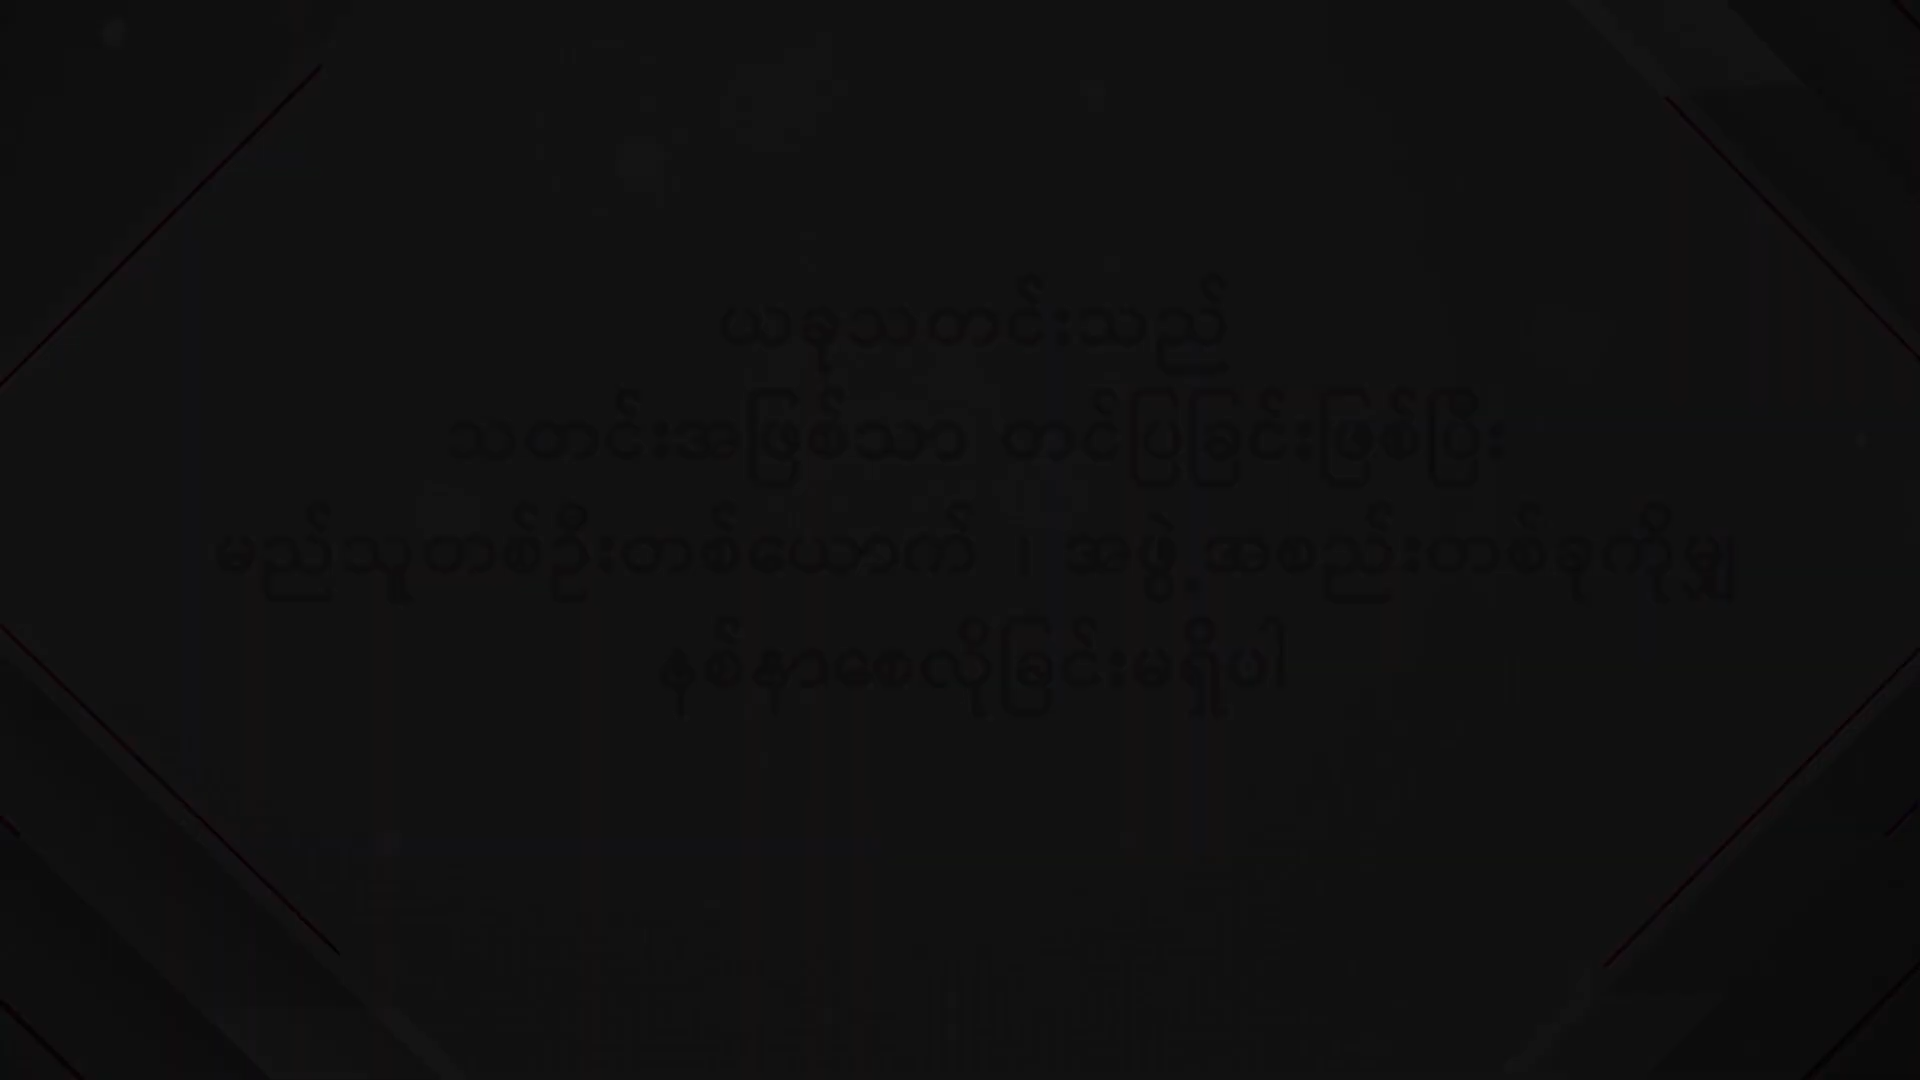 ယခုသတင်းသည်
သတင်းအဖြစ်သာ တင်ပြခြင်းဖြစ်ပြီး
မည်သူတစ်ဦးတစ်ယောက် ၊ အဖွဲ့အစည်းတစ်ခုကိုမျှ
နစ်နာစေလိုခြင်းမရှိပါ